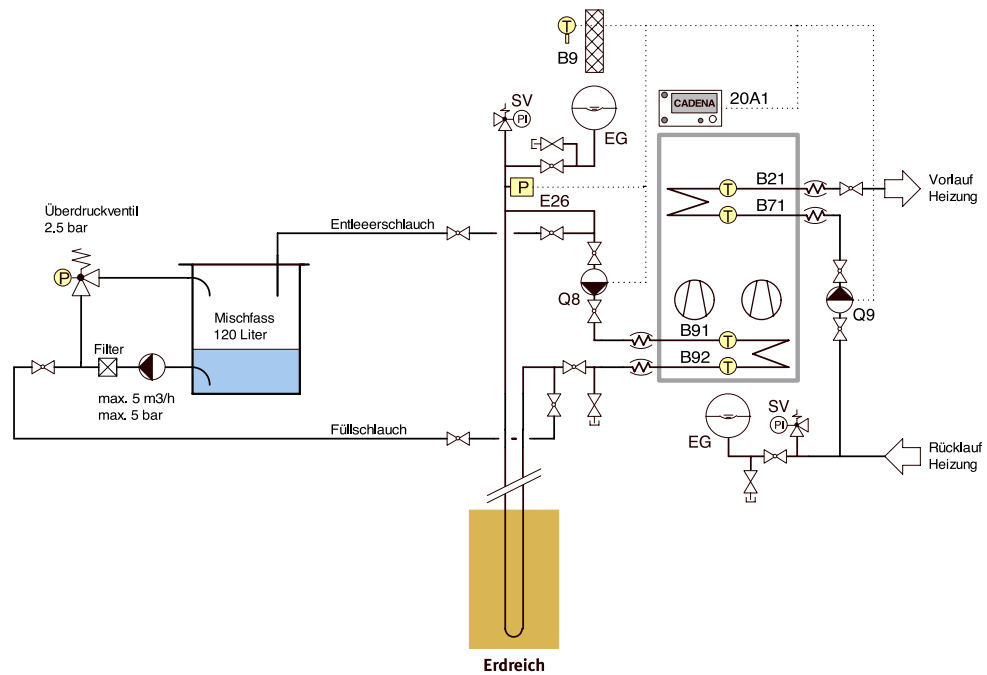 T
B9
SV
PI
EG
CADENA
20A1
P
E26
B21
T
B71
T
Vorlauf
Heizung
Überdruckventil
2.5 bar
Entleeerschlauch
P
Mischfass
120 Liter
Q8
Q9
B91
T
B92
T
Filter
max. 5 m3/h
max. 5 bar
Füllschlauch
EG
SV
PI
Rücklauf
Heizung
Erdreich